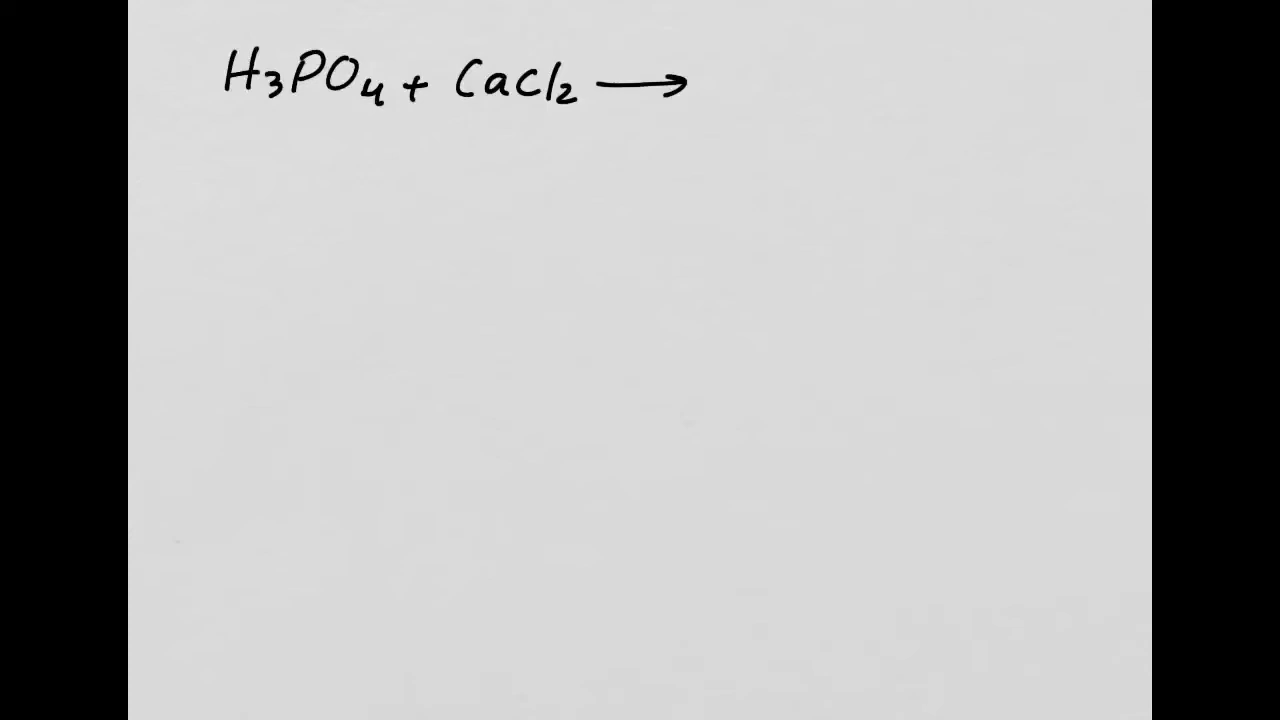 H₃PO₄ + CaCl₂ ⟶